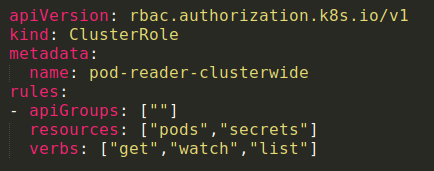 apiVersion: rbac.authorization.k8s.io/v1
kind: ClusterRole
metadata:
  name: pod-reader-clusterwide
rules:
- apiGroups: [""]
  resources: ["pods","secrets"]
  verbs: ["get","watch","list"]